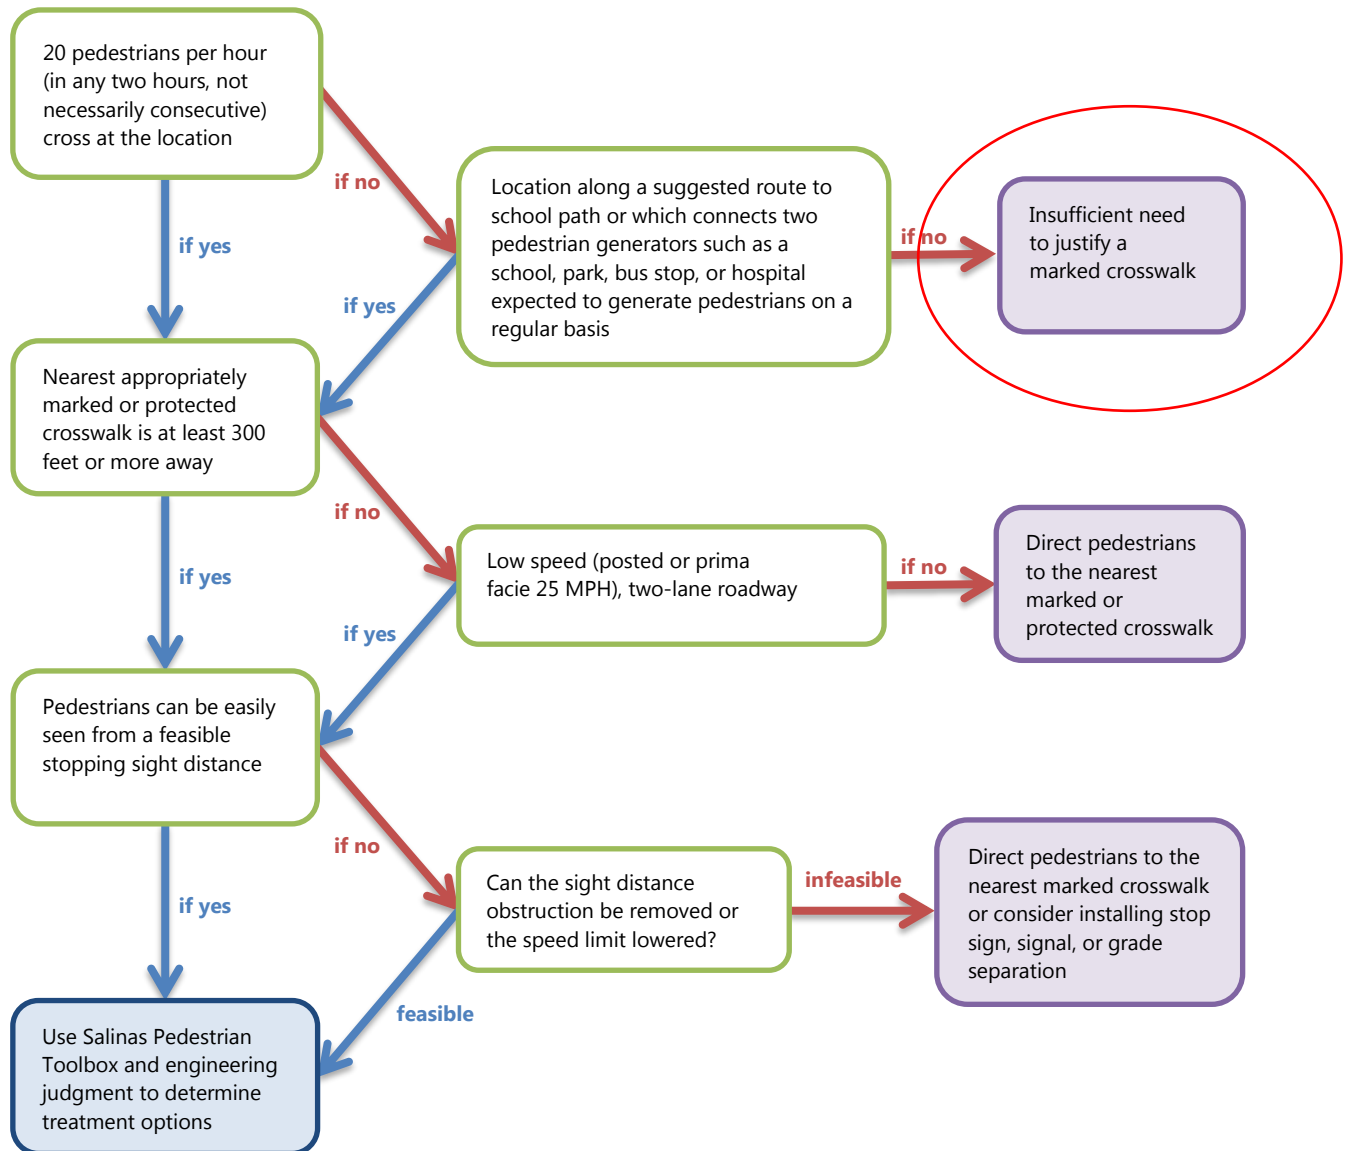 20 pedestrians per hour
(in any two hours, not
necessarily consecutive)
cross at the location
if no
if yes
Location along a suggested route to
school path or which connects two
pedestrian generators such as a
school, park, bus stop, or hospital
expected to generate pedestrians on a
regular basis
if no
Insufficient need
to justify a
marked crosswalk
if yes
Nearest appropriately
marked or protected
crosswalk is at least 300
feet or more away
if no
if yes
Low speed (posted or prima
facie 25 MPH), two-lane roadway
if no
Direct pedestrians
to the nearest
marked or
protected crosswalk
if yes
Pedestrians can be easily
seen from a feasible
stopping sight distance
if no
if yes
Can the sight distance
obstruction be removed or
the speed limit lowered?
infeasible
Direct pedestrians to the
nearest marked crosswalk
or consider installing stop
sign, signal, or grade
separation
feasible
Use Salinas Pedestrian
Toolbox and engineering
judgment to determine
treatment options